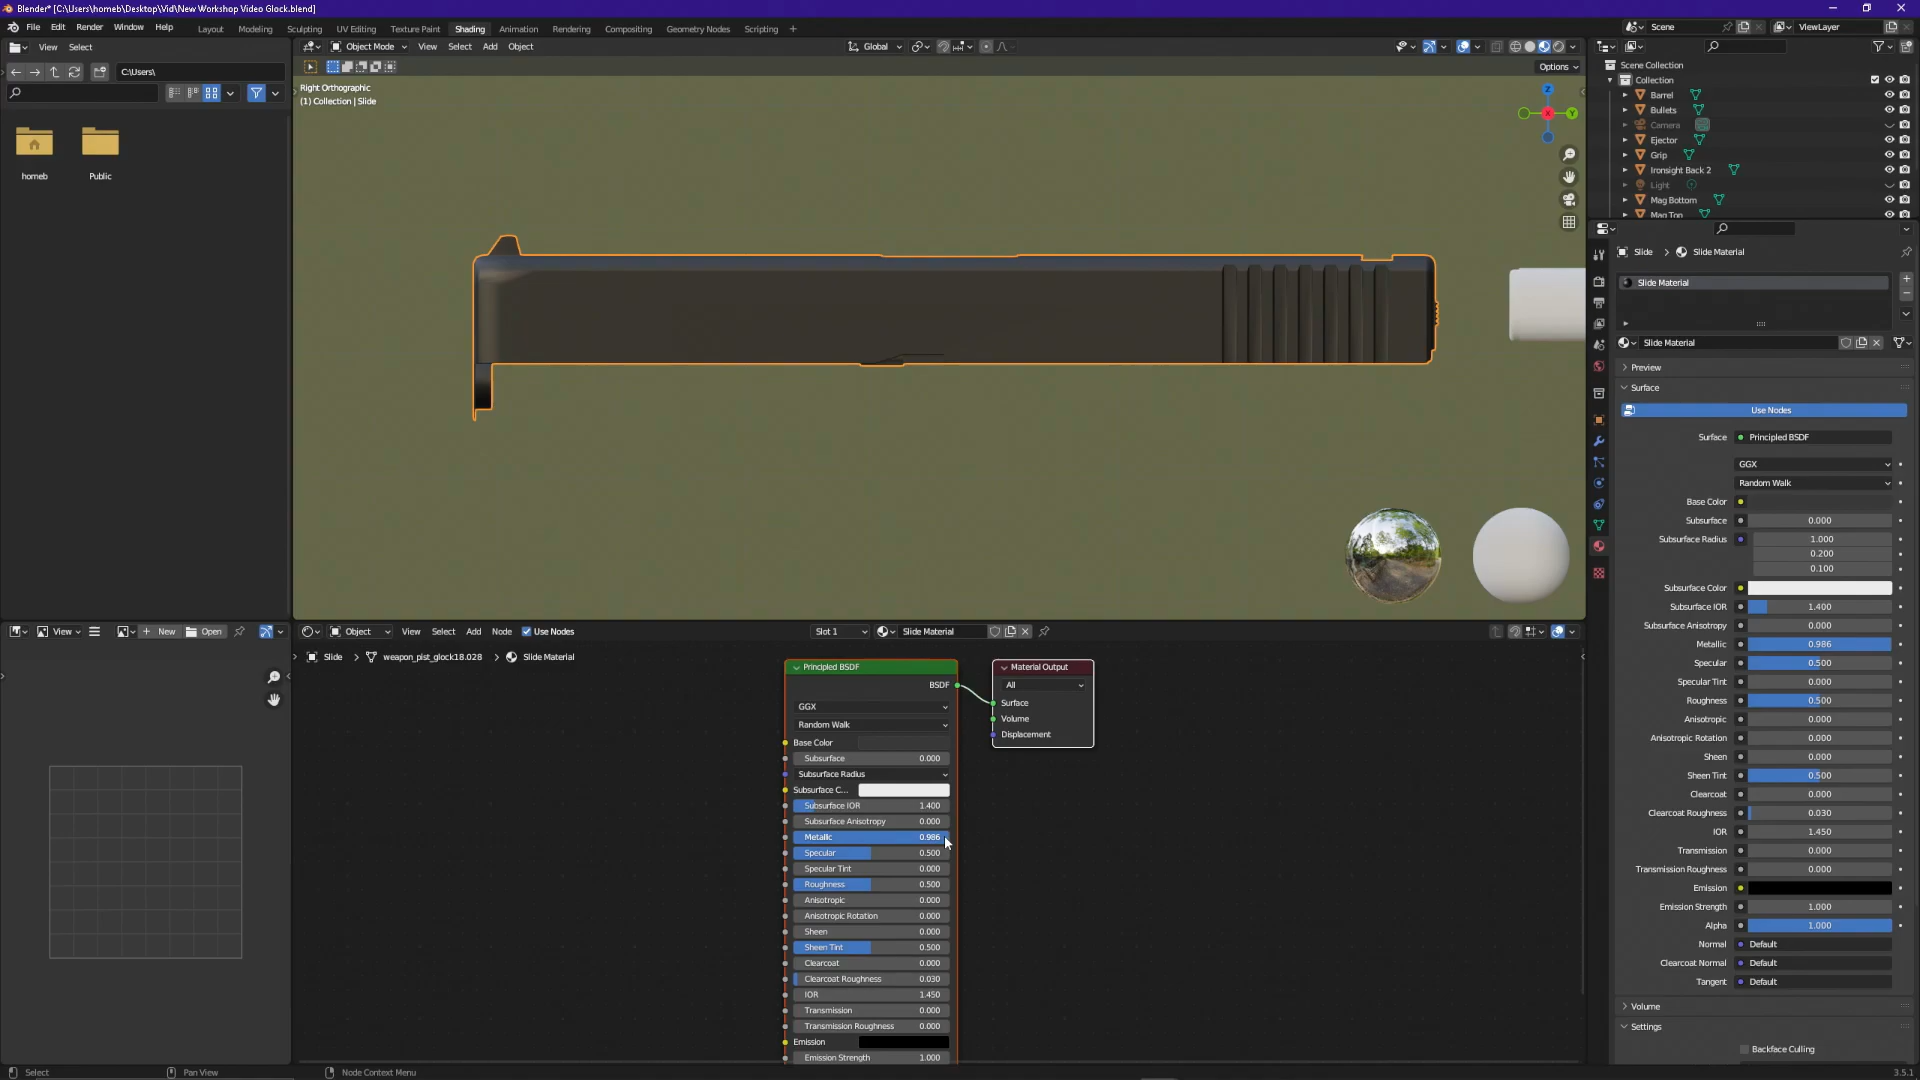 Blender* [C:\Users\homeb\Desktop\Vid\New Workshop Video Glock.blend]
File Edit Render Window Help
Layout Modeling Sculpting UV Editing Texture Paint Shading Animation Rendering Compositing Geometry Nodes Scripting +
Scene
ViewLayer
View Select
Object Mode View Select Add Object
Global
Options
C:\Users\
homeb
Public
Right Orthographic
(1) Collection | Slide
Z
Y
X
Scene Collection
Collection
Barrel
Bullets
Camera
Ejector
Grip
Ironsight Back 2
Light
Mag Bottom
Mag Top
Slide Slide Material
Slide Material
Slide Material
Preview
Surface
Use Nodes
Surface Principled BSDF
GGX
Random Walk
Base Color
Subsurface 0.000
Subsurface Radius 1.000
0.200
0.100
Subsurface Color
Subsurface IOR 1.400
Subsurface Anisotropy 0.000
Metallic 0.986
Specular 0.500
Specular Tint 0.000
Roughness 0.500
Anisotropic 0.000
Anisotropic Rotation 0.000
Sheen 0.000
Sheen Tint 0.500
Clearcoat 0.000
Clearcoat Roughness 0.030
IOR 1.450
Transmission 0.000
Transmission Roughness 0.000
Emission
Emission Strength 1.000
Alpha 1.000
Normal Default
Clearcoat Normal Default
Tangent Default
Volume
Settings
Backface Culling
View New Open
Object View Select Add Node Use Nodes
Slot 1
Slide Material
Slide weapon_pist_glock18.028 Slide Material
Principled BSDF
BSDF
GGX
Random Walk
Base Color
Subsurface 0.000
Subsurface Radius
Subsurface C...
Subsurface IOR 1.400
Subsurface Anisotropy 0.000
Metallic 0.986
Specular 0.500
Specular Tint 0.000
Roughness 0.500
Anisotropic 0.000
Anisotropic Rotation 0.000
Sheen 0.000
Sheen Tint 0.500
Clearcoat 0.000
Clearcoat Roughness 0.030
IOR 1.450
Transmission 0.000
Transmission Roughness 0.000
Emission
Emission Strength 1.000
Material Output
All
Surface
Volume
Displacement
Select Pan View Node Context Menu
3.5.1